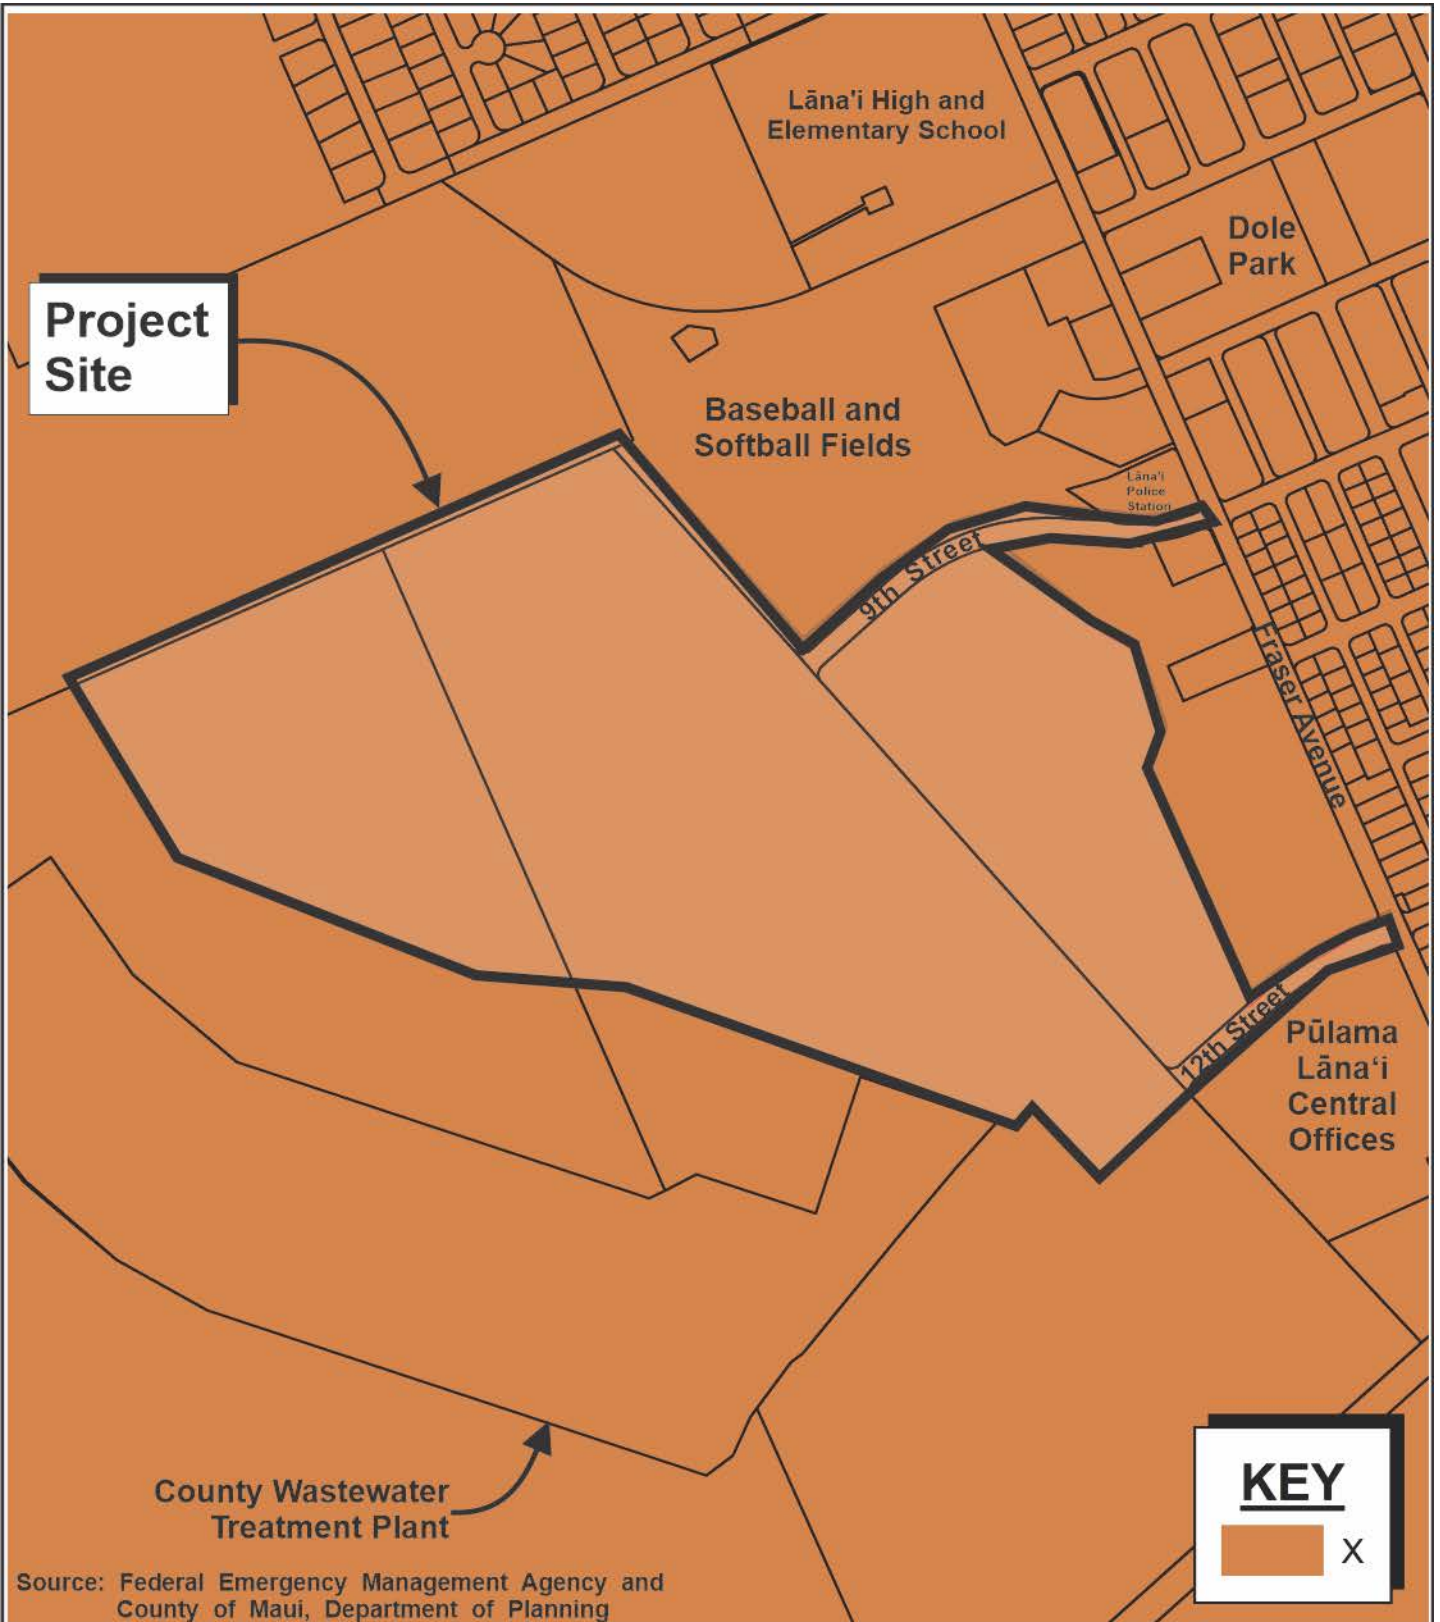 Lāna'i High and
Elementary School
Dole
Park
Project
Site
Baseball and
Softball Fields
Lāna'i
Police
Station
9th Street
Fraser Avenue
12th Street
Pūlama
Lāna‘i
Central
Offices
County Wastewater
Treatment Plant
KEY
X
Source: Federal Emergency Management Agency and
County of Maui, Department of Planning